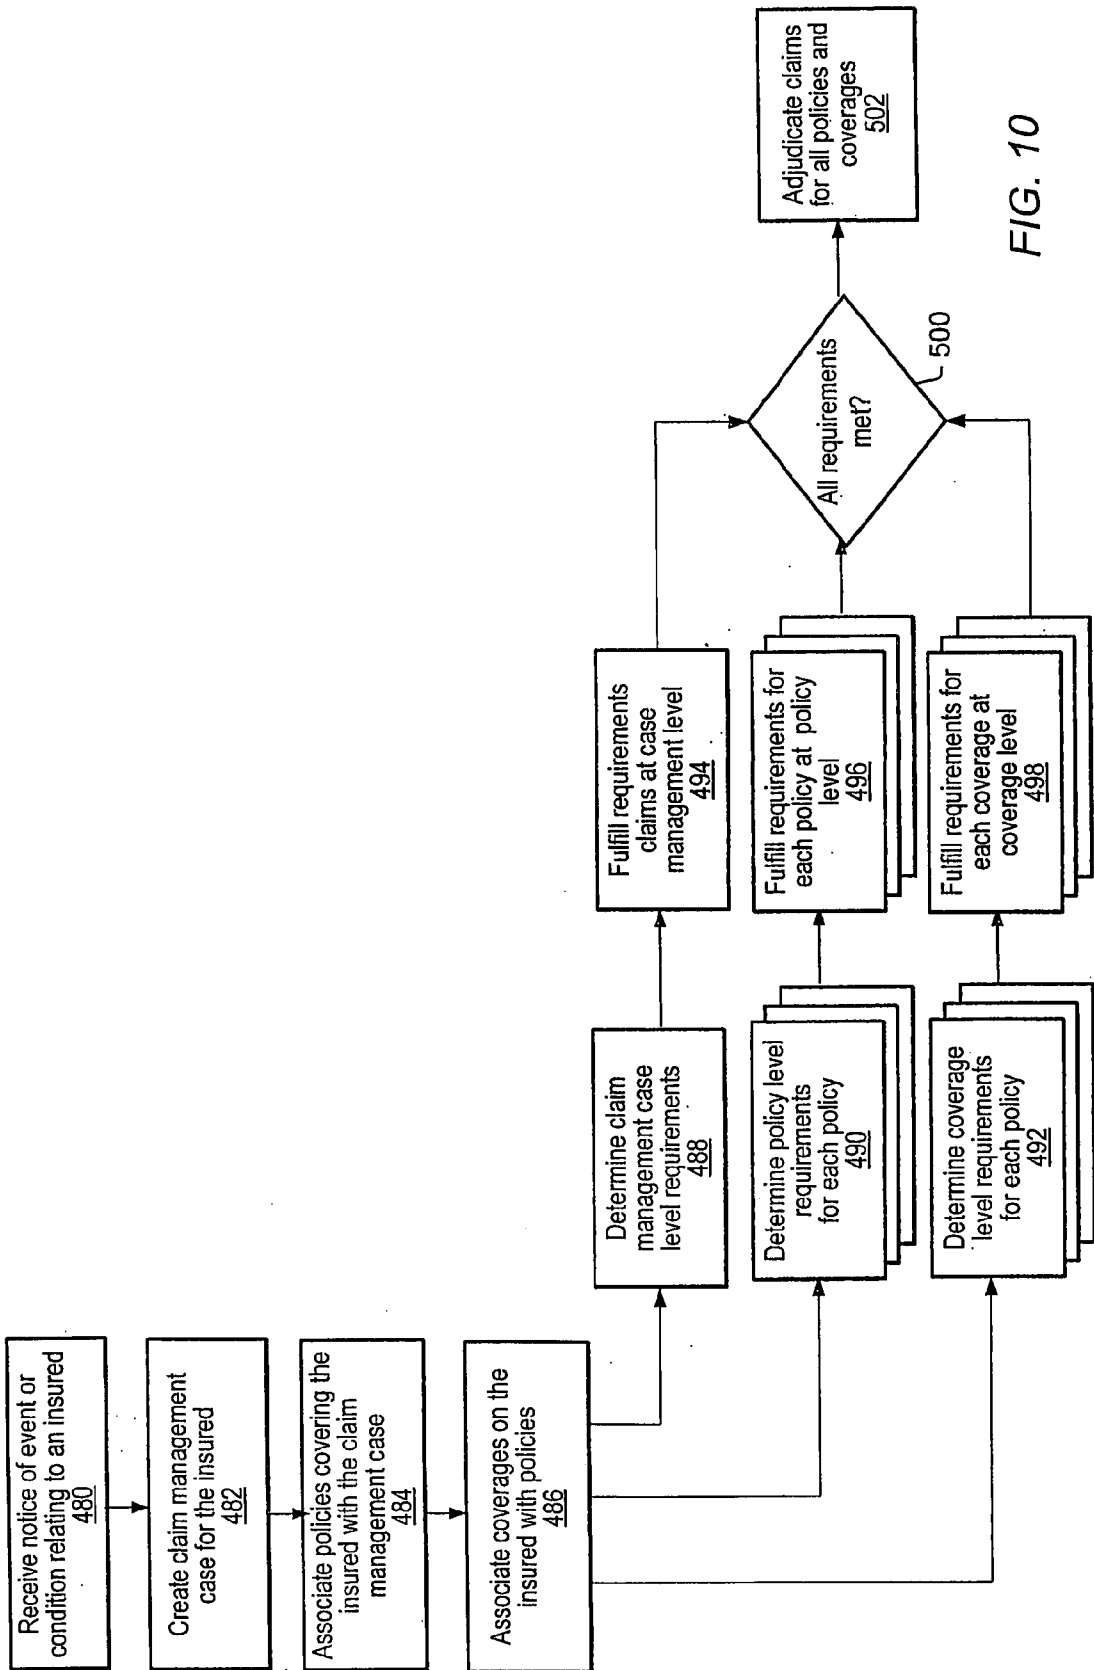 Receive notice of event or
condition relating to an insured
480
Create claim management
case for the insured
482
Associate policies covering the
insured with the claim
management case
484
Associate coverages on the
insured with policies
486
Determine claim
management case
level requirements
488
Fulfill requirements
claims at case
management level
494
Determine policy level
requirements
for each policy
490
Fulfill requirements for
each policy at policy
level
496
Determine coverage
level requirements
for each policy
492
Fulfill requirements for
each coverage at
coverage level
498
All requirements
met?
500
Adjudicate claims
for all policies and
coverages
502
FIG. 10